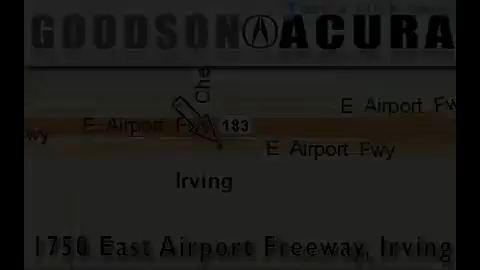 GOODSON ACURA
Che
E Airport Fwy
E Airport Fwy
183
wy
E Airport Fwy
Irving
1750 East Airport Freeway, Irving